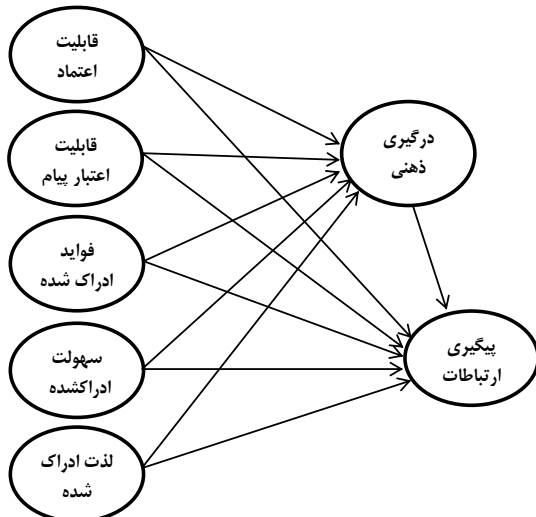 قابلیت
اعتماد
قابلیت
اعتبار پیام
فواید
ادراک شده
سهولت
ادراکشده
لذت ادراک
شده
درگیری
ذهنی
پیگیری
ارتباطات